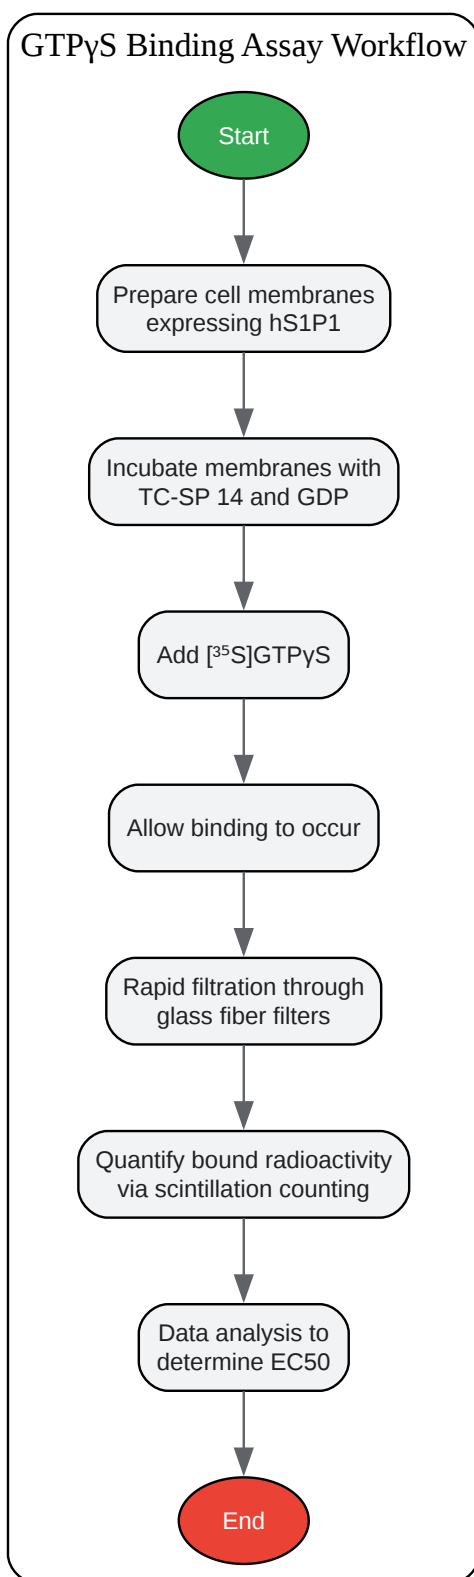 GTPγS Binding Assay Workflow
Start
Prepare cell membranes
expressing hS1P1
Incubate membranes with
TC-SP 14 and GDP
Add [³⁵S]GTPγS
Allow binding to occur
Rapid filtration through
glass fiber filters
Quantify bound radioactivity
via scintillation counting
Data analysis to
determine EC50
End